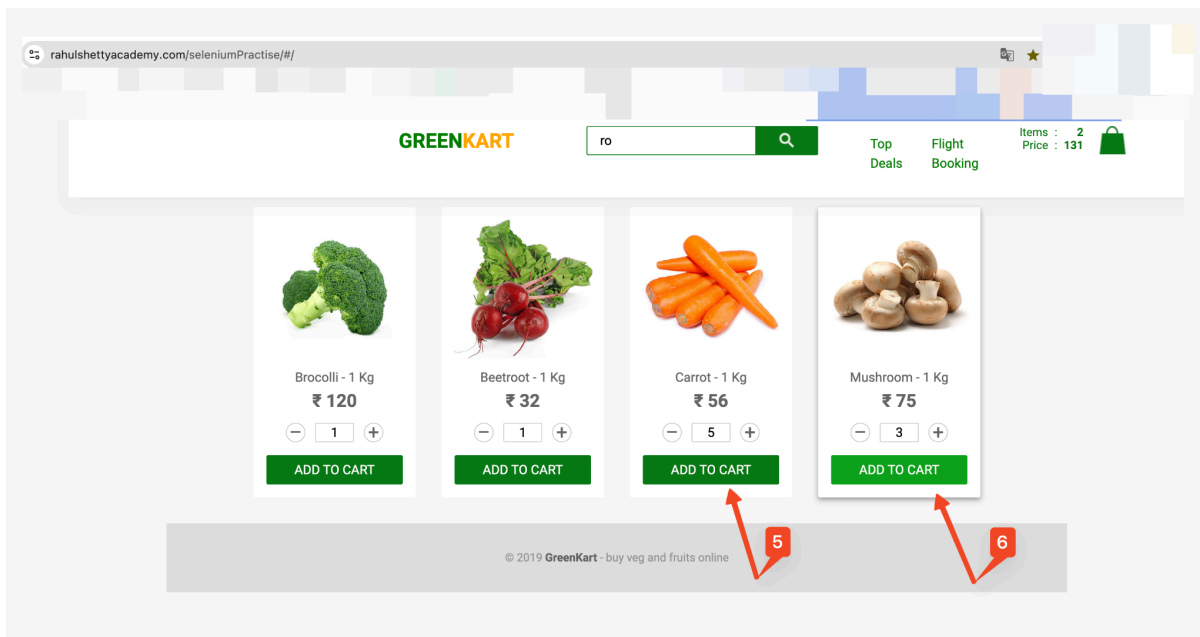 rahulshettyacademy.com/seleniumPractise/#/
GREENKART
ro
Top
Deals
Flight
Booking
Items : 2
Price : 131
Brocolli - 1 Kg
₹ 120
1
ADD TO CART
Beetroot - 1 Kg
₹ 32
1
ADD TO CART
Carrot - 1 Kg
₹ 56
5
ADD TO CART
Mushroom - 1 Kg
₹ 75
3
ADD TO CART
5
6
© 2019 GreenKart - buy veg and fruits online